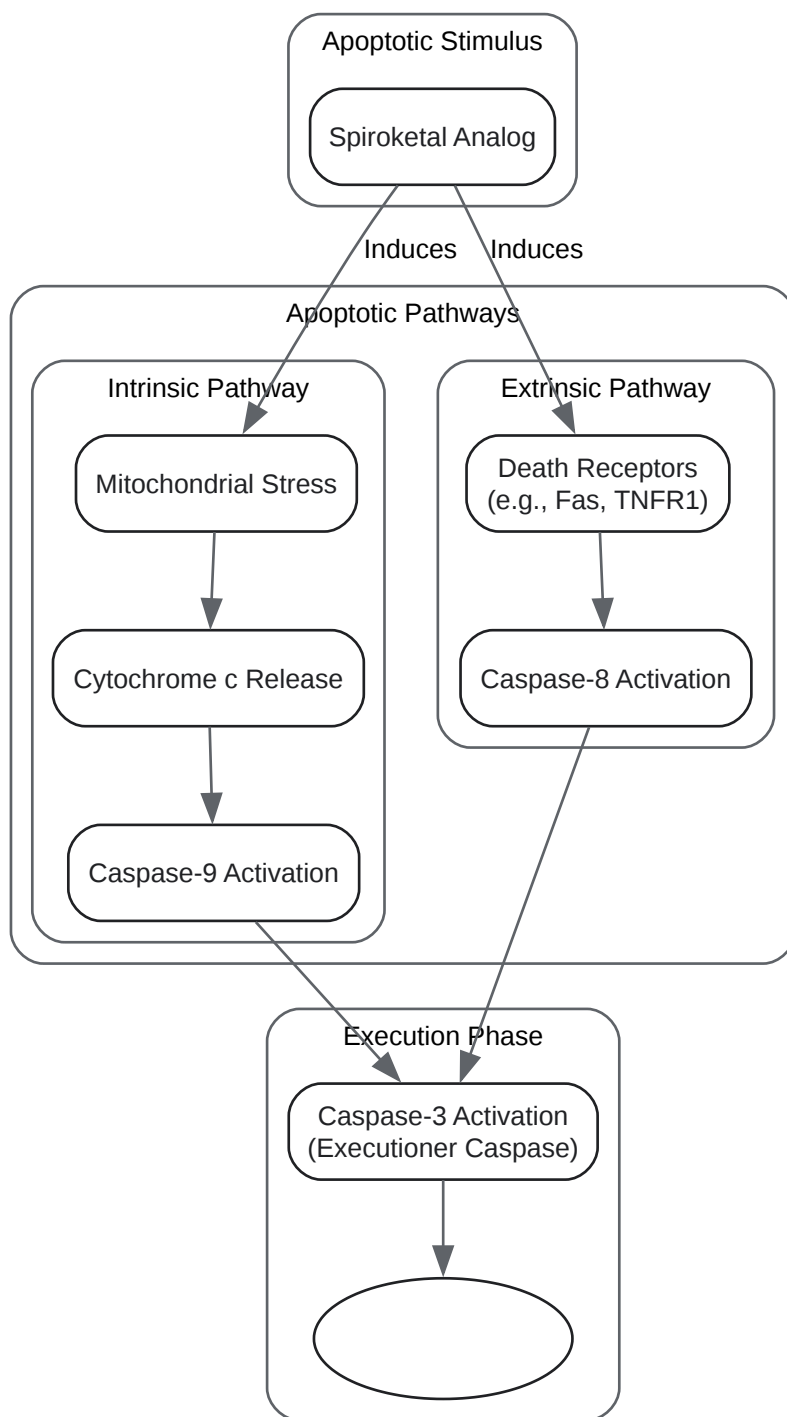 Apoptotic Stimulus
Spiroketal Analog
Induces
Induces
Apoptotic Pathways
Intrinsic Pathway
Mitochondrial Stress
Cytochrome c Release
Caspase-9 Activation
Extrinsic Pathway
Death Receptors
(e.g., Fas, TNFR1)
Caspase-8 Activation
Execution Phase
Caspase-3 Activation
(Executioner Caspase)